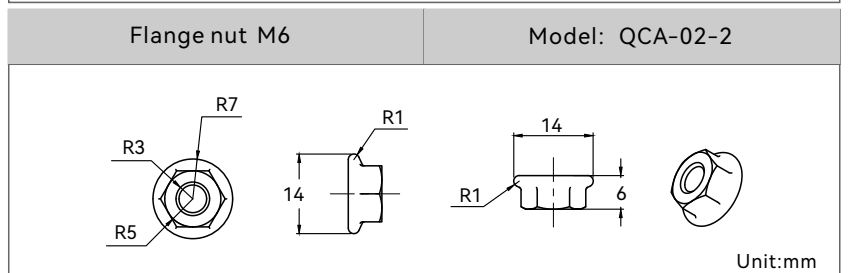 Flange nut M6
Model: QCA-02-2
R7
R1
R3
14
14
R1
6
R5
Unit:mm